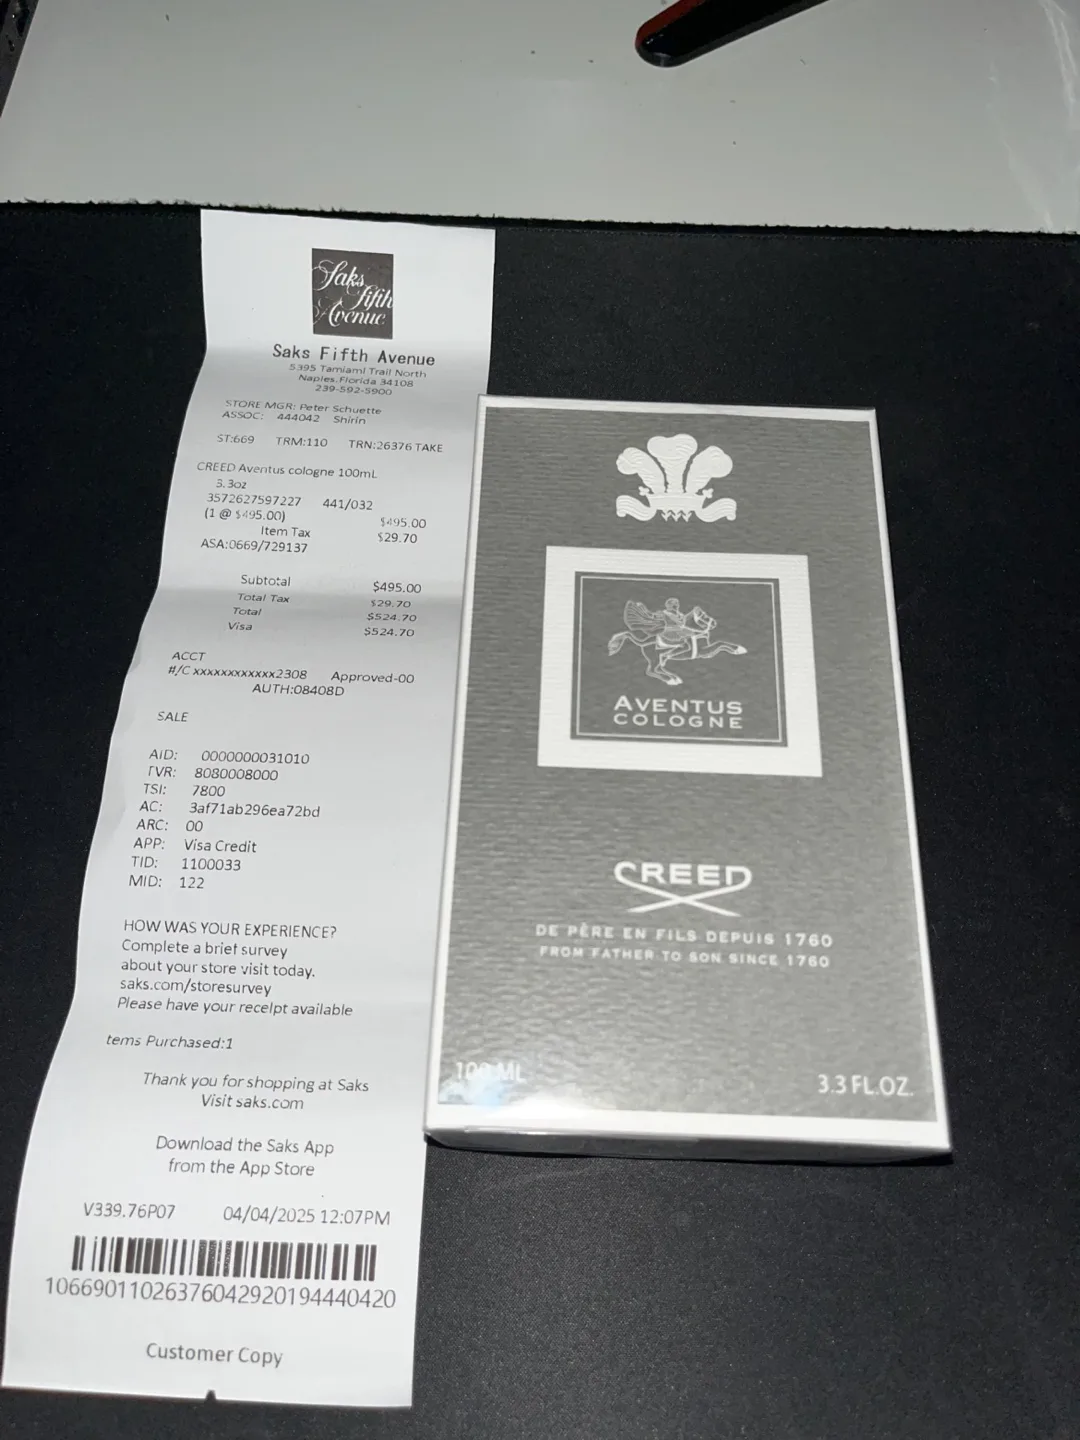 Saks
Fifth
Avenue
Saks Fifth Avenue
5395 Tamiami Trail North
Naples,Florida 34108
239-592-5900
STORE MGR: Peter Schuette
ASSOC: 444042 Shirin
ST:669 TRM:110 TRN:26376 TAKE
CREED Aventus cologne 100mL
3.3oz
3572627597227 441/032
(1 @ $495.00) $495.00
Item Tax $29.70
ASA:0669/729137
Subtotal $495.00
Total Tax $29.70
Total $524.70
Visa $524.70
ACCT
#/C xxxxxxxxxxxx2308 Approved-00
AUTH:08408D
SALE
AID: 0000000031010
TVR: 8080008000
TSI: 7800
AC: 3af71ab296ea72bd
ARC: 00
APP: Visa Credit
TID: 1100033
MID: 122
HOW WAS YOUR EXPERIENCE?
Complete a brief survey
about your store visit today.
saks.com/storesurvey
Please have your receipt available
tems Purchased:1
Thank you for shopping at Saks
Visit saks.com
Download the Saks App
from the App Store
V339.76P07 04/04/2025 12:07PM
10669011026376042920194440420
Customer Copy
AVENTUS
COLOGNE
CREED
DE PÈRE EN FILS DEPUIS 1760
FROM FATHER TO SON SINCE 1760
100 ML 3.3 FL.OZ.